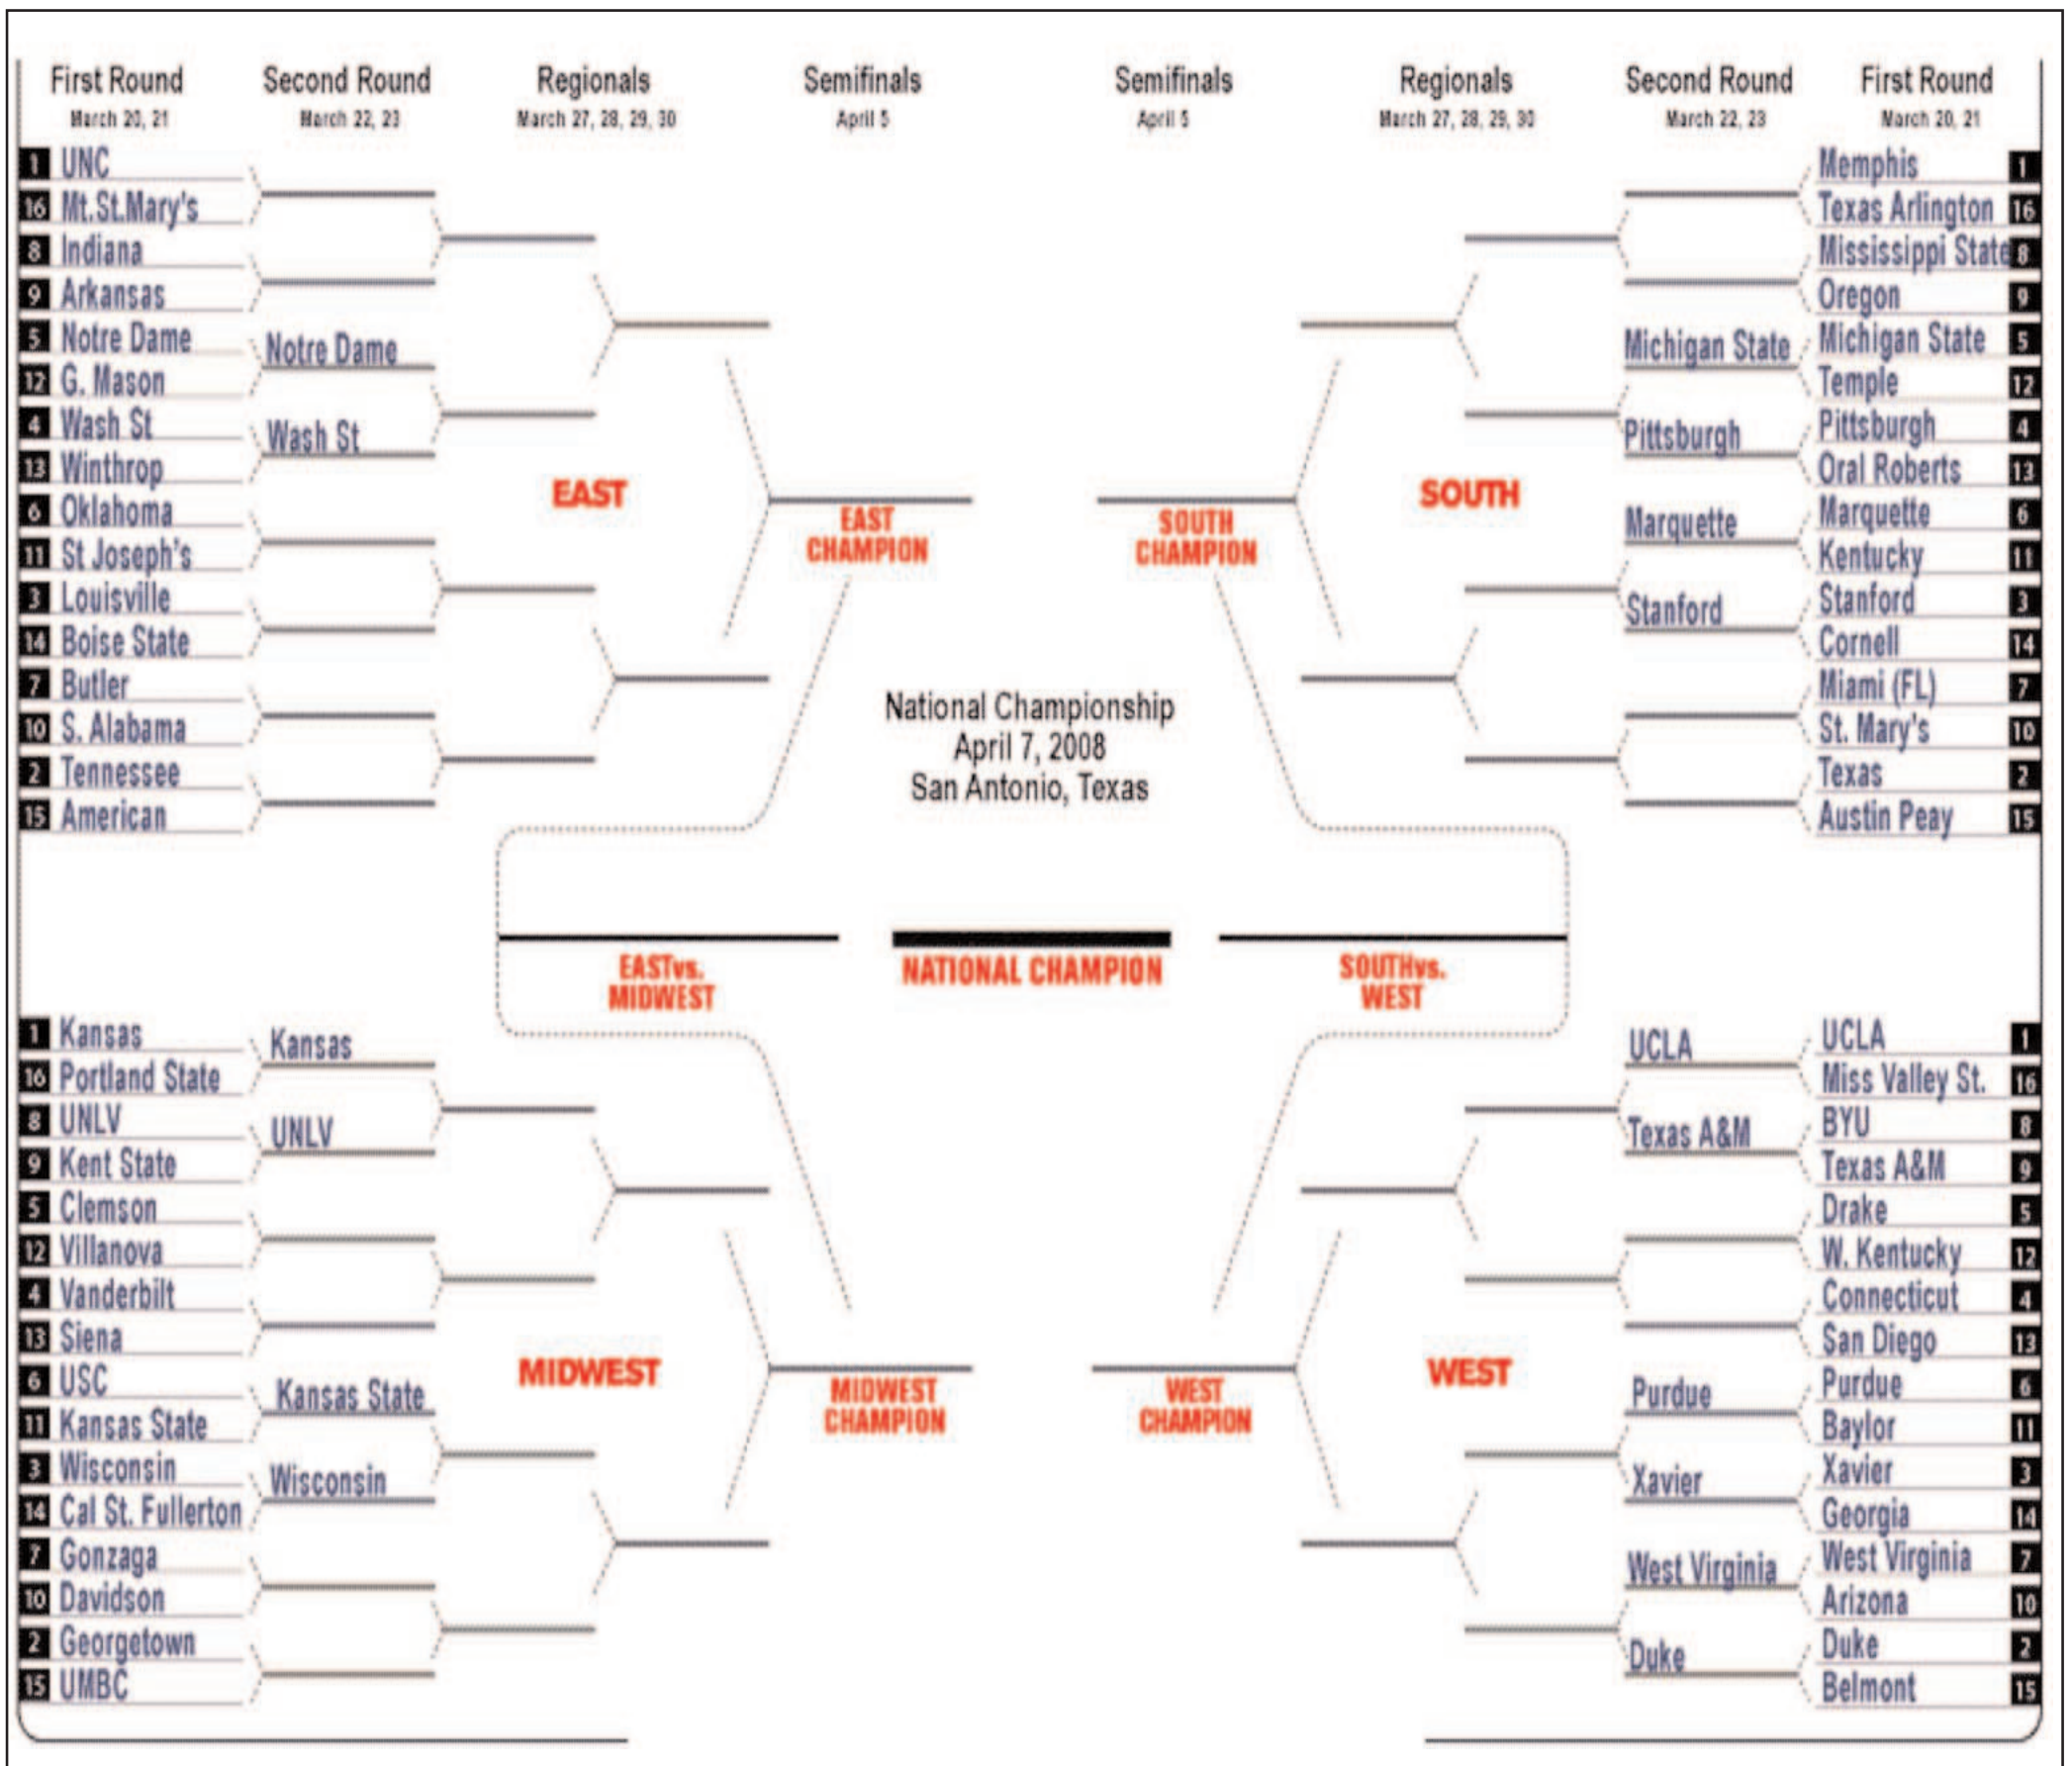 First Round
March 20, 21
Second Round
March 22, 23
Regionals
March 27, 28, 29, 30
Semifinals
April 5
Semifinals
April 5
Regionals
March 27, 28, 29, 30
Second Round
March 22, 23
First Round
March 20, 21
1 UNC
16 Mt.St.Mary's
8 Indiana
9 Arkansas
5 Notre Dame
12 G. Mason
4 Wash St
13 Winthrop
6 Oklahoma
11 St Joseph's
3 Louisville
14 Boise State
7 Butler
10 S. Alabama
2 Tennessee
15 American
Notre Dame
Wash St
EAST
EAST
CHAMPION
SOUTH
CHAMPION
SOUTH
Michigan State
Pittsburgh
Marquette
Stanford
Memphis 1
Texas Arlington 16
Mississippi State 8
Oregon 9
Michigan State 5
Temple 12
Pittsburgh 4
Oral Roberts 13
Marquette 6
Kentucky 11
Stanford 3
Cornell 14
Miami (FL) 7
St. Mary's 10
Texas 2
Austin Peay 15
National Championship
April 7, 2008
San Antonio, Texas
EASTvs.
MIDWEST
NATIONAL CHAMPION
SOUTHvs.
WEST
1 Kansas
16 Portland State
8 UNLV
9 Kent State
5 Clemson
12 Villanova
4 Vanderbilt
13 Siena
6 USC
11 Kansas State
3 Wisconsin
14 Cal St. Fullerton
7 Gonzaga
10 Davidson
2 Georgetown
15 UMBC
Kansas
UNLV
Kansas State
Wisconsin
MIDWEST
MIDWEST
CHAMPION
WEST
CHAMPION
WEST
UCLA
Texas A&M
Purdue
Xavier
West Virginia
Duke
UCLA 1
Miss Valley St. 16
BYU 8
Texas A&M 9
Drake 5
W. Kentucky 12
Connecticut 4
San Diego 13
Purdue 6
Baylor 11
Xavier 3
Georgia 14
West Virginia 7
Arizona 10
Duke 2
Belmont 15